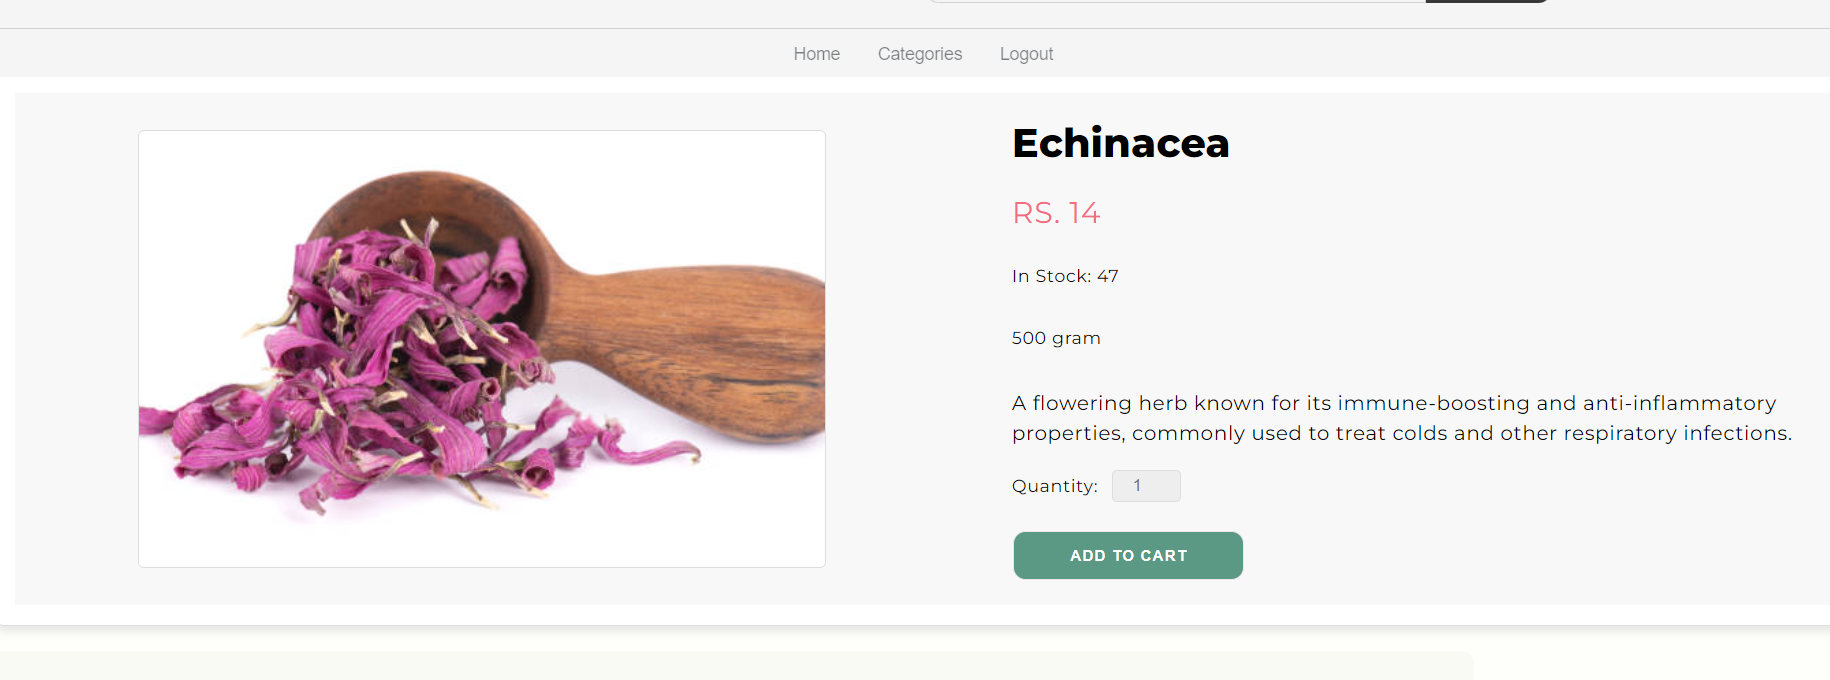 Home Categories Logout
Echinacea
RS. 14
In Stock: 47
500 gram
A flowering herb known for its immune-boosting and anti-inflammatory
properties, commonly used to treat colds and other respiratory infections.
Quantity: 1
ADD TO CART